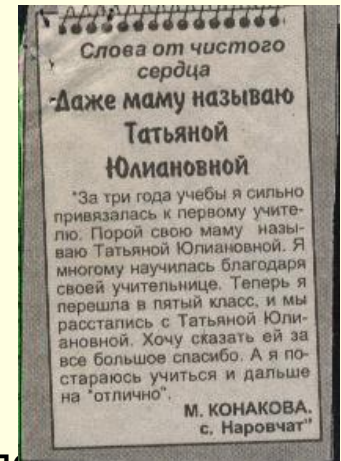 Слова от чистого
сердца
Даже маму называю
Татьяной
Юлиановной
"За три года учебы я сильно
привязалась к первому учите-
лю. Порой свою маму назы-
ваю Татьяной Юлиановной. Я
многому научилась благодаря
своей учительнице. Теперь я
перешла в пятый класс, и мы
расстались с Татьяной Юли-
ановной. Хочу сказать ей за
все большое спасибо. А я по-
стараюсь учиться и дальше
на "отлично".
М. КОНАКОВА.
с. Наровчат"